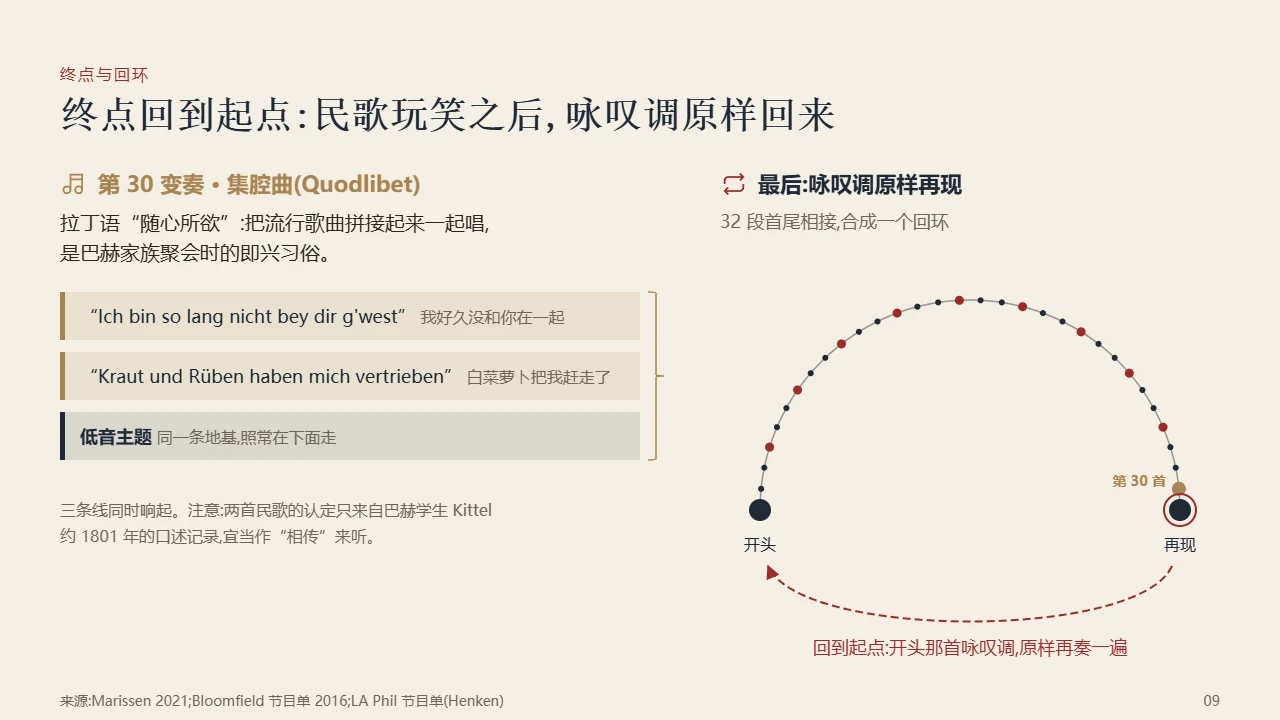 终点与回环
终点回到起点:民歌玩笑之后,咏叹调原样回来
第 30 变奏 • 集腔曲(Quodlibet)
拉丁语“随心所欲”:把流行歌曲拼接起来一起唱,
是巴赫家族聚会时的即兴习俗。
“Ich bin so lang nicht bey dir g'west” 我好久没和你在一起
“Kraut und Rüben haben mich vertrieben” 白菜萝卜把我赶走了
低音主题 同一条地基,照常在下面走
三条线同时响起。注意:两首民歌的认定只来自巴赫学生 Kittel
约 1801 年的口述记录,宜当作“相传”来听。
最后:咏叹调原样再现
32 段首尾相接,合成一个回环
第 30 首
开头
再现
回到起点:开头那首咏叹调,原样再奏一遍
来源:Marissen 2021;Bloomfield 节目单 2016;LA Phil 节目单(Henken)
09